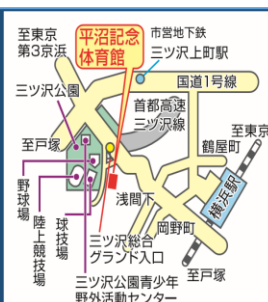 至東京
第3京浜
平沼記念
体育館
市営地下鉄
三ツ沢上町駅
国道1号線
三ツ沢公園
首都高速
三ツ沢線
至東京
至戸塚
鶴屋町
横浜駅
浅間下
岡野町
野球場
陸上競技場
球技場
三ツ沢総合
グランド入口
至戸塚
三ツ沢公園青少年
野外活動センター